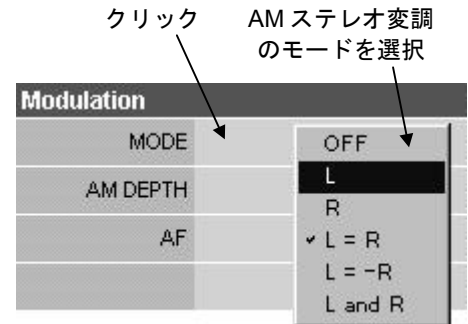 クリック
AM ステレオ変調
のモードを選択
Modulation
MODE
OFF
L
AM DEPTH
R
AF
✓ L = R
L = -R
L and R